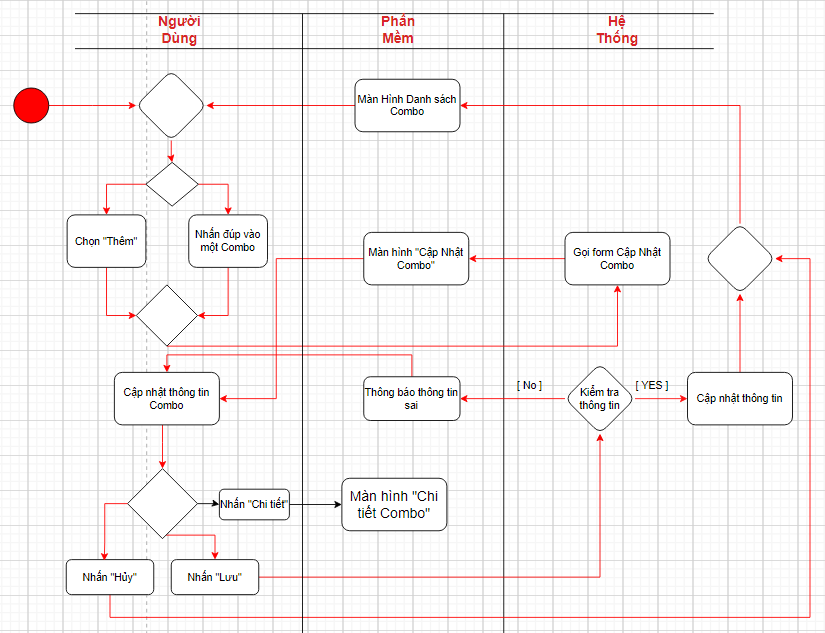 Người
Dùng
Phần
Mềm
Hệ
Thống
Màn Hình Danh sách
Combo
Chọn "Thêm"
Nhấn đúp vào
một Combo
Màn hình "Cập Nhật
Combo"
Gọi form Cập Nhật
Combo
Cập nhật thông tin
Combo
Thông báo thông tin
sai
[ No ]
Kiểm tra
thông tin
[ YES ]
Cập nhật thông tin
Nhấn "Chi tiết"
Màn hình "Chi
tiết Combo"
Nhấn "Hủy"
Nhấn "Lưu"